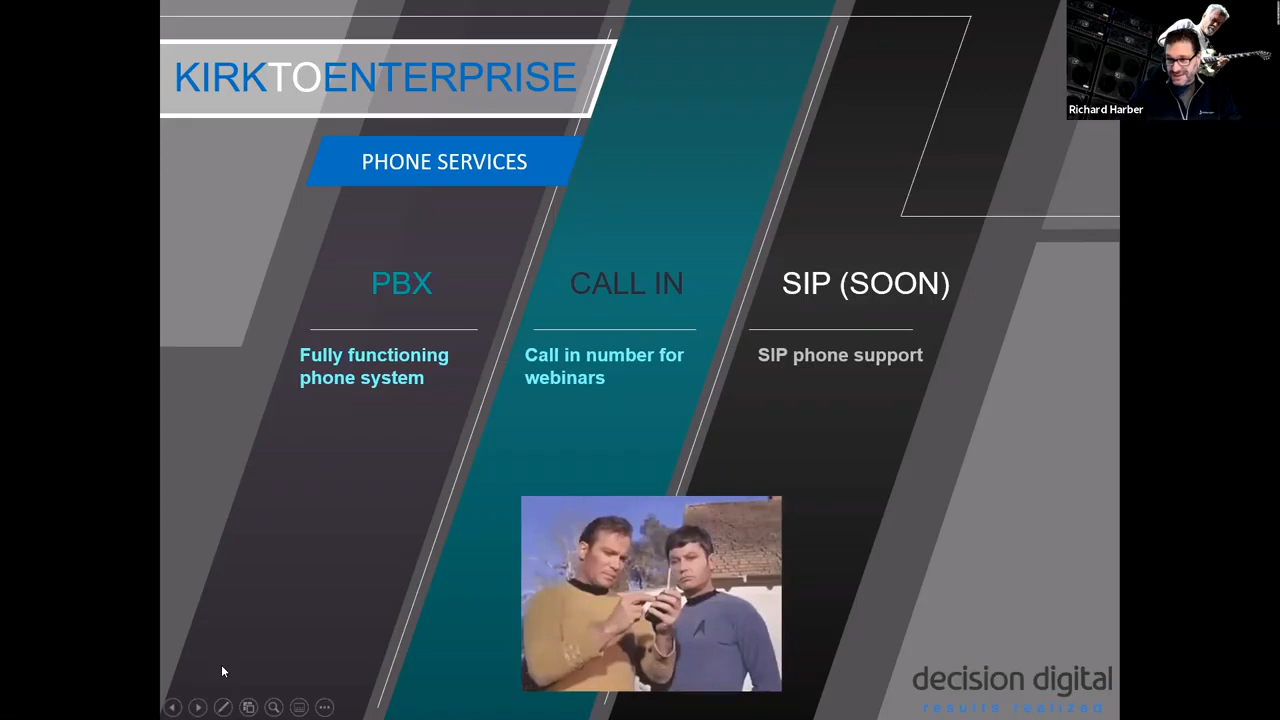 KIRKTOENTERPRISE
Richard Harber
PHONE SERVICES
PBX
CALL IN
SIP (SOON)
Fully functioning
phone system
Call in number for
webinars
SIP phone support
decision digital
results realized